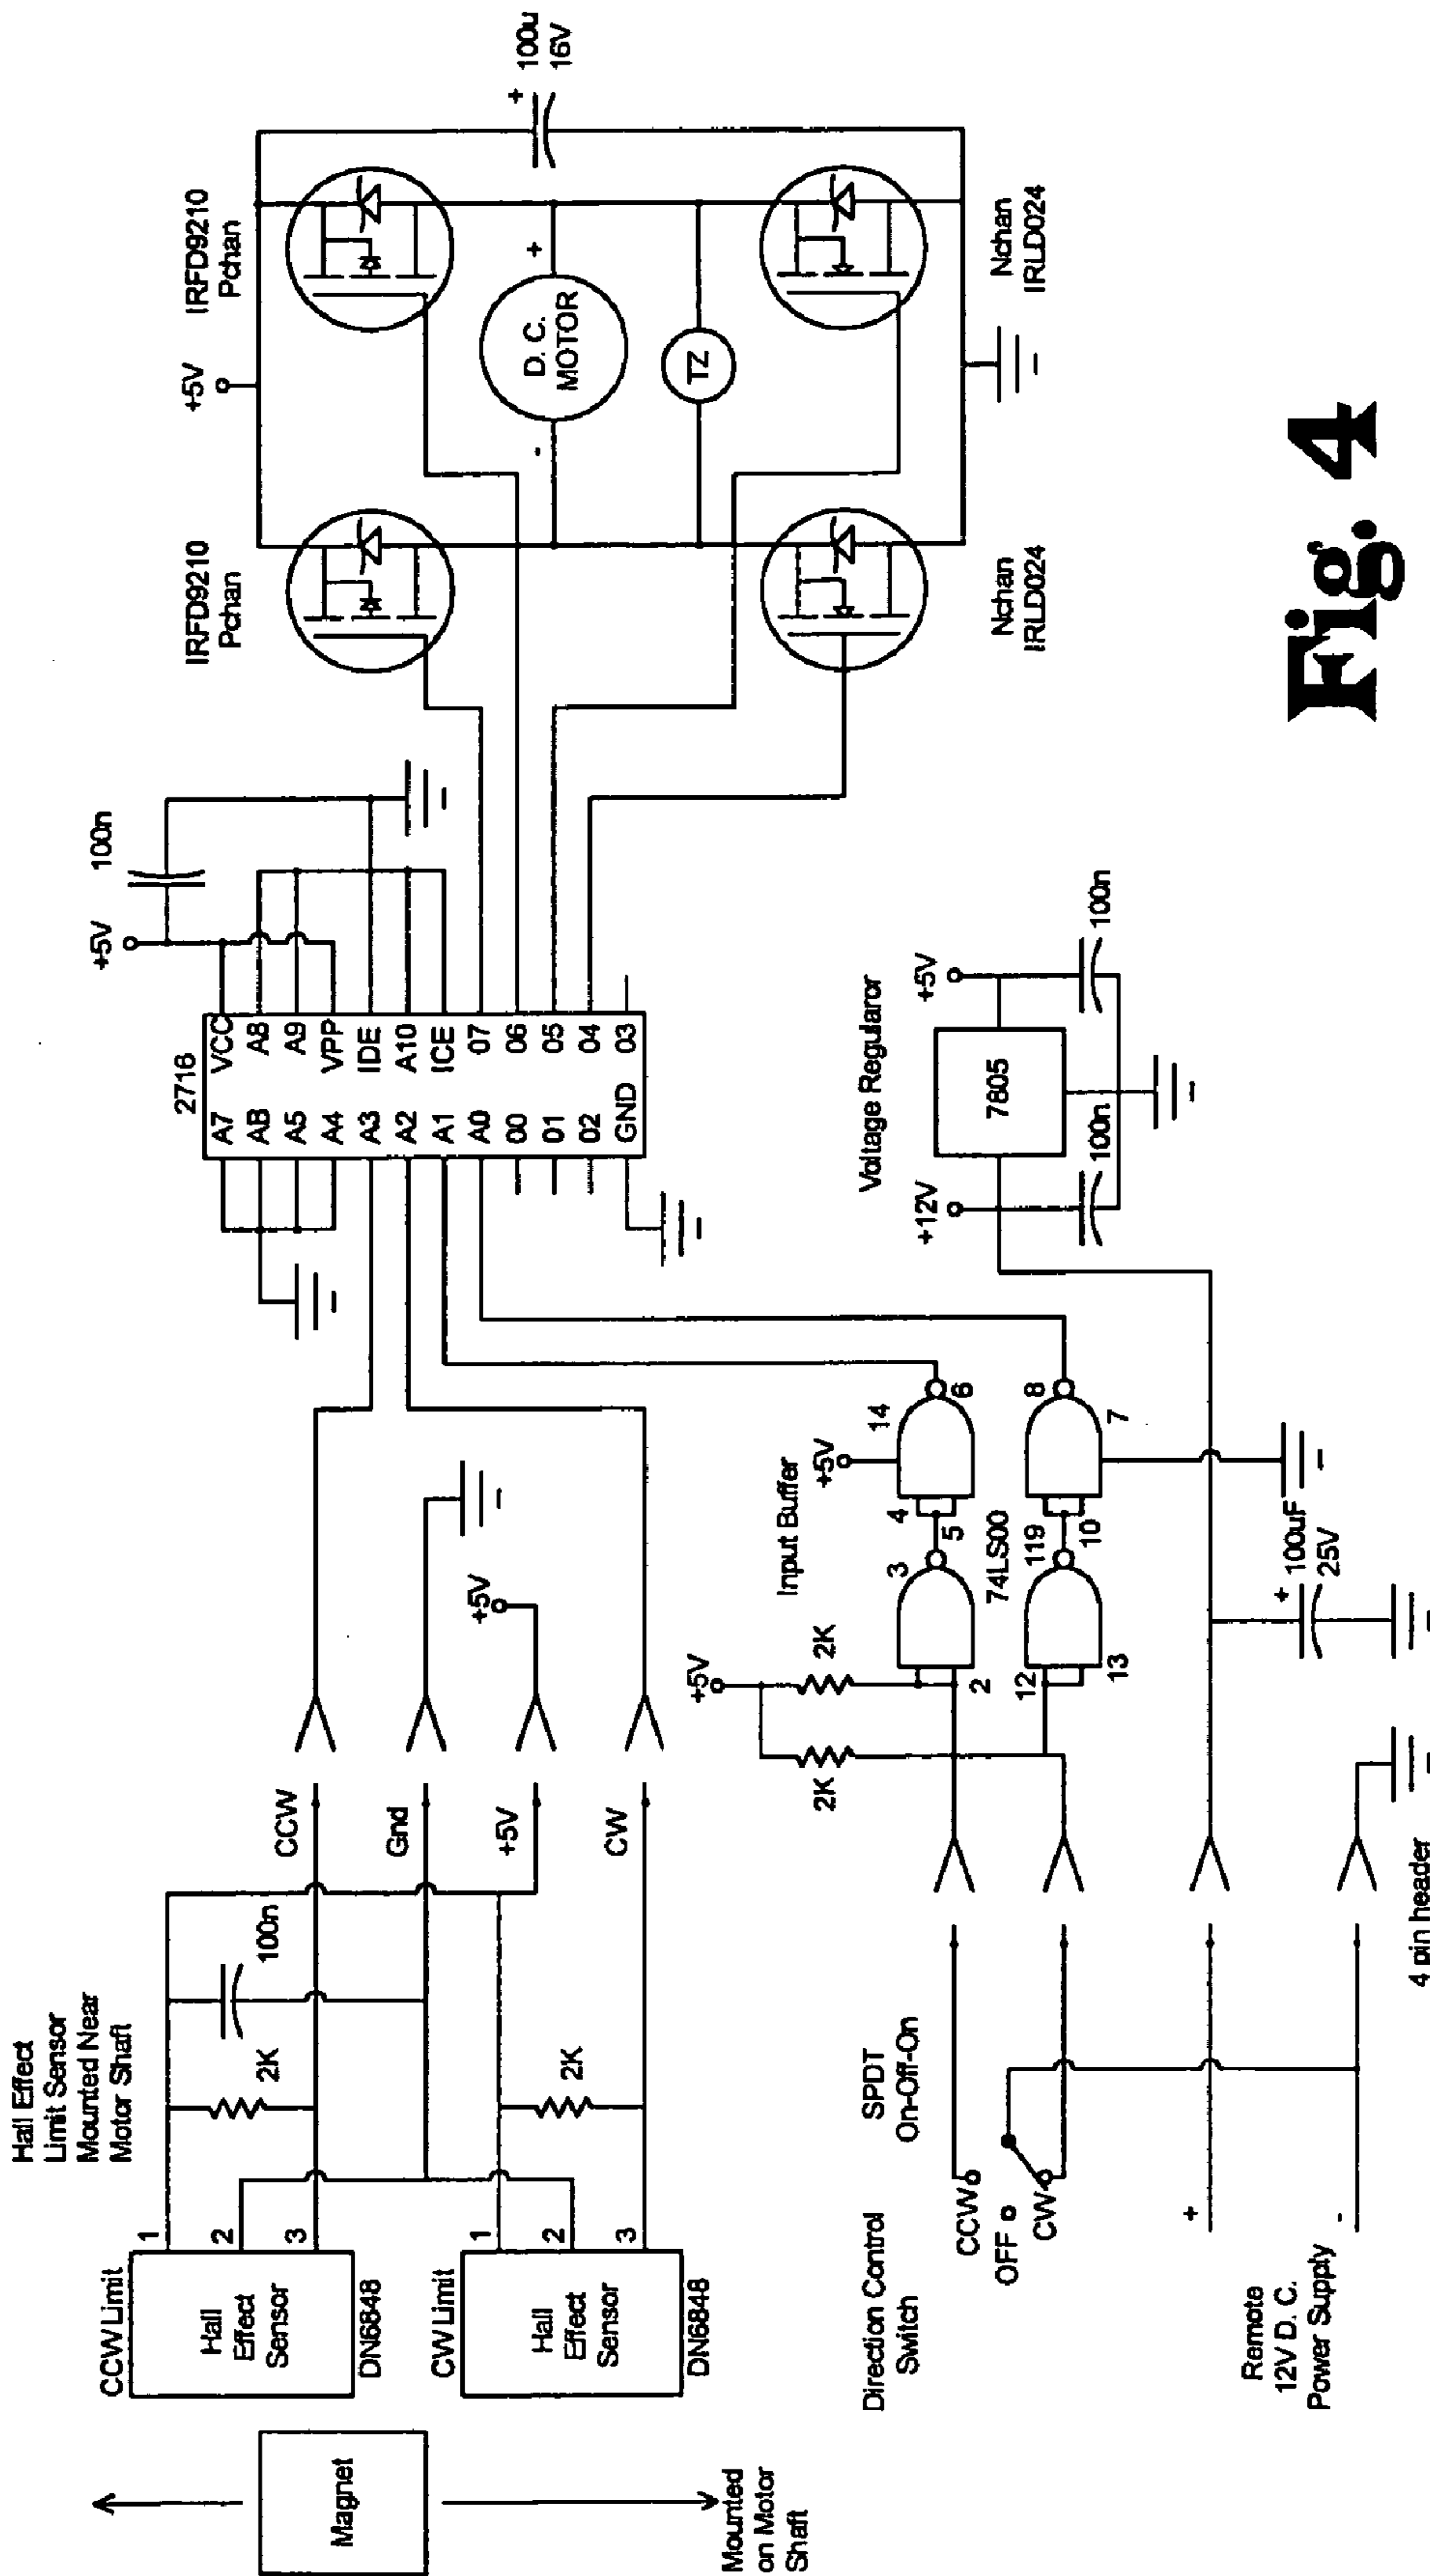 Hall Effect
Limit Sensor
Mounted Near
Motor Shaft
CCW Limit
Hall
Effect
Sensor
DN6848
1
2
3
2K
100n
CCW
Gnd
+5V
CW
CW Limit
Hall
Effect
Sensor
DN6848
1
2
3
2K
Magnet
Mounted
on Motor
Shaft
+5V
+5V
100n
2716
A7
AB
A5
A4
A3
A2
A1
A0
00
01
02
GND
VCC
A8
A9
VPP
IDE
A10
ICE
07
06
05
04
03
IRFD9210
Pchan
+5V
IRFD9210
Pchan
100u
16V
+
-
D. C.
MOTOR
+
TZ
Nchan
IRLD024
Nchan
IRLD024
Direction Control
Switch
SPDT
On-Off-On
CCW
OFF
CW
+5V
2K
2K
Input Buffer
+5V
2
3
4
5
14
6
74LS00
12
13
119
10
8
7
Voltage Regularor
+12V
7805
+5V
100n
100n
Remote
12V D. C.
Power Supply
+
-
4 pin header
+
100uF
25V
Fig. 4